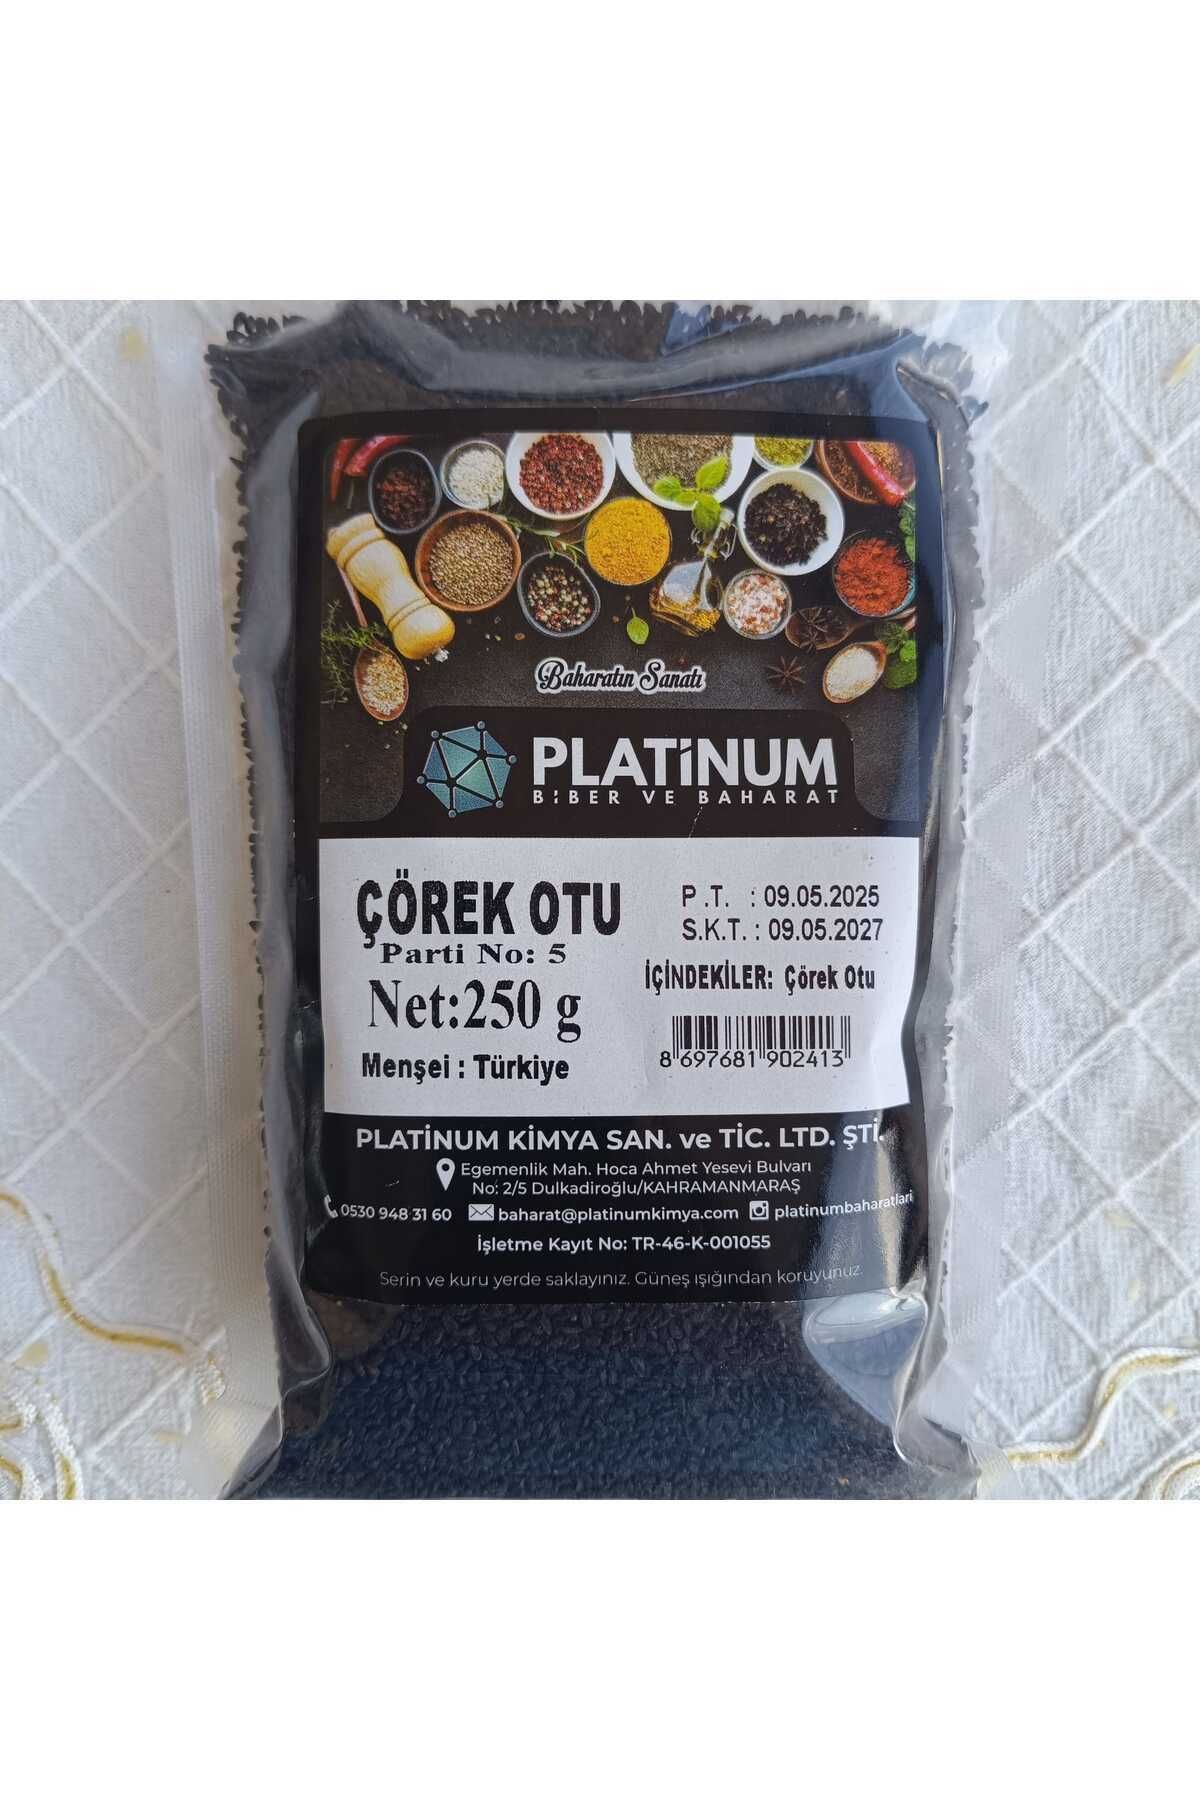 Baharatın Sanatı
PLATİNUM
BİBER VE BAHARAT
ÇÖREK OTU
Parti No: 5
Net:250 g
Menşei : Türkiye
P .T. : 09.05.2025
S.K.T. : 09.05.2027
İÇİNDEKİLER: Çörek Otu
8 697681 902413
PLATİNUM KİMYA SAN. ve TİC. LTD. ŞTİ.
Egemenlik Mah. Hoca Ahmet Yesevi Bulvarı
No: 2/5 Dulkadiroğlu/KAHRAMANMARAŞ
0530 948 31 60 baharat@platinumkimya.com platinumbaharatlari
İşletme Kayıt No: TR-46-K-001055
Serin ve kuru yerde saklayınız. Güneş ışığından koruyunuz.